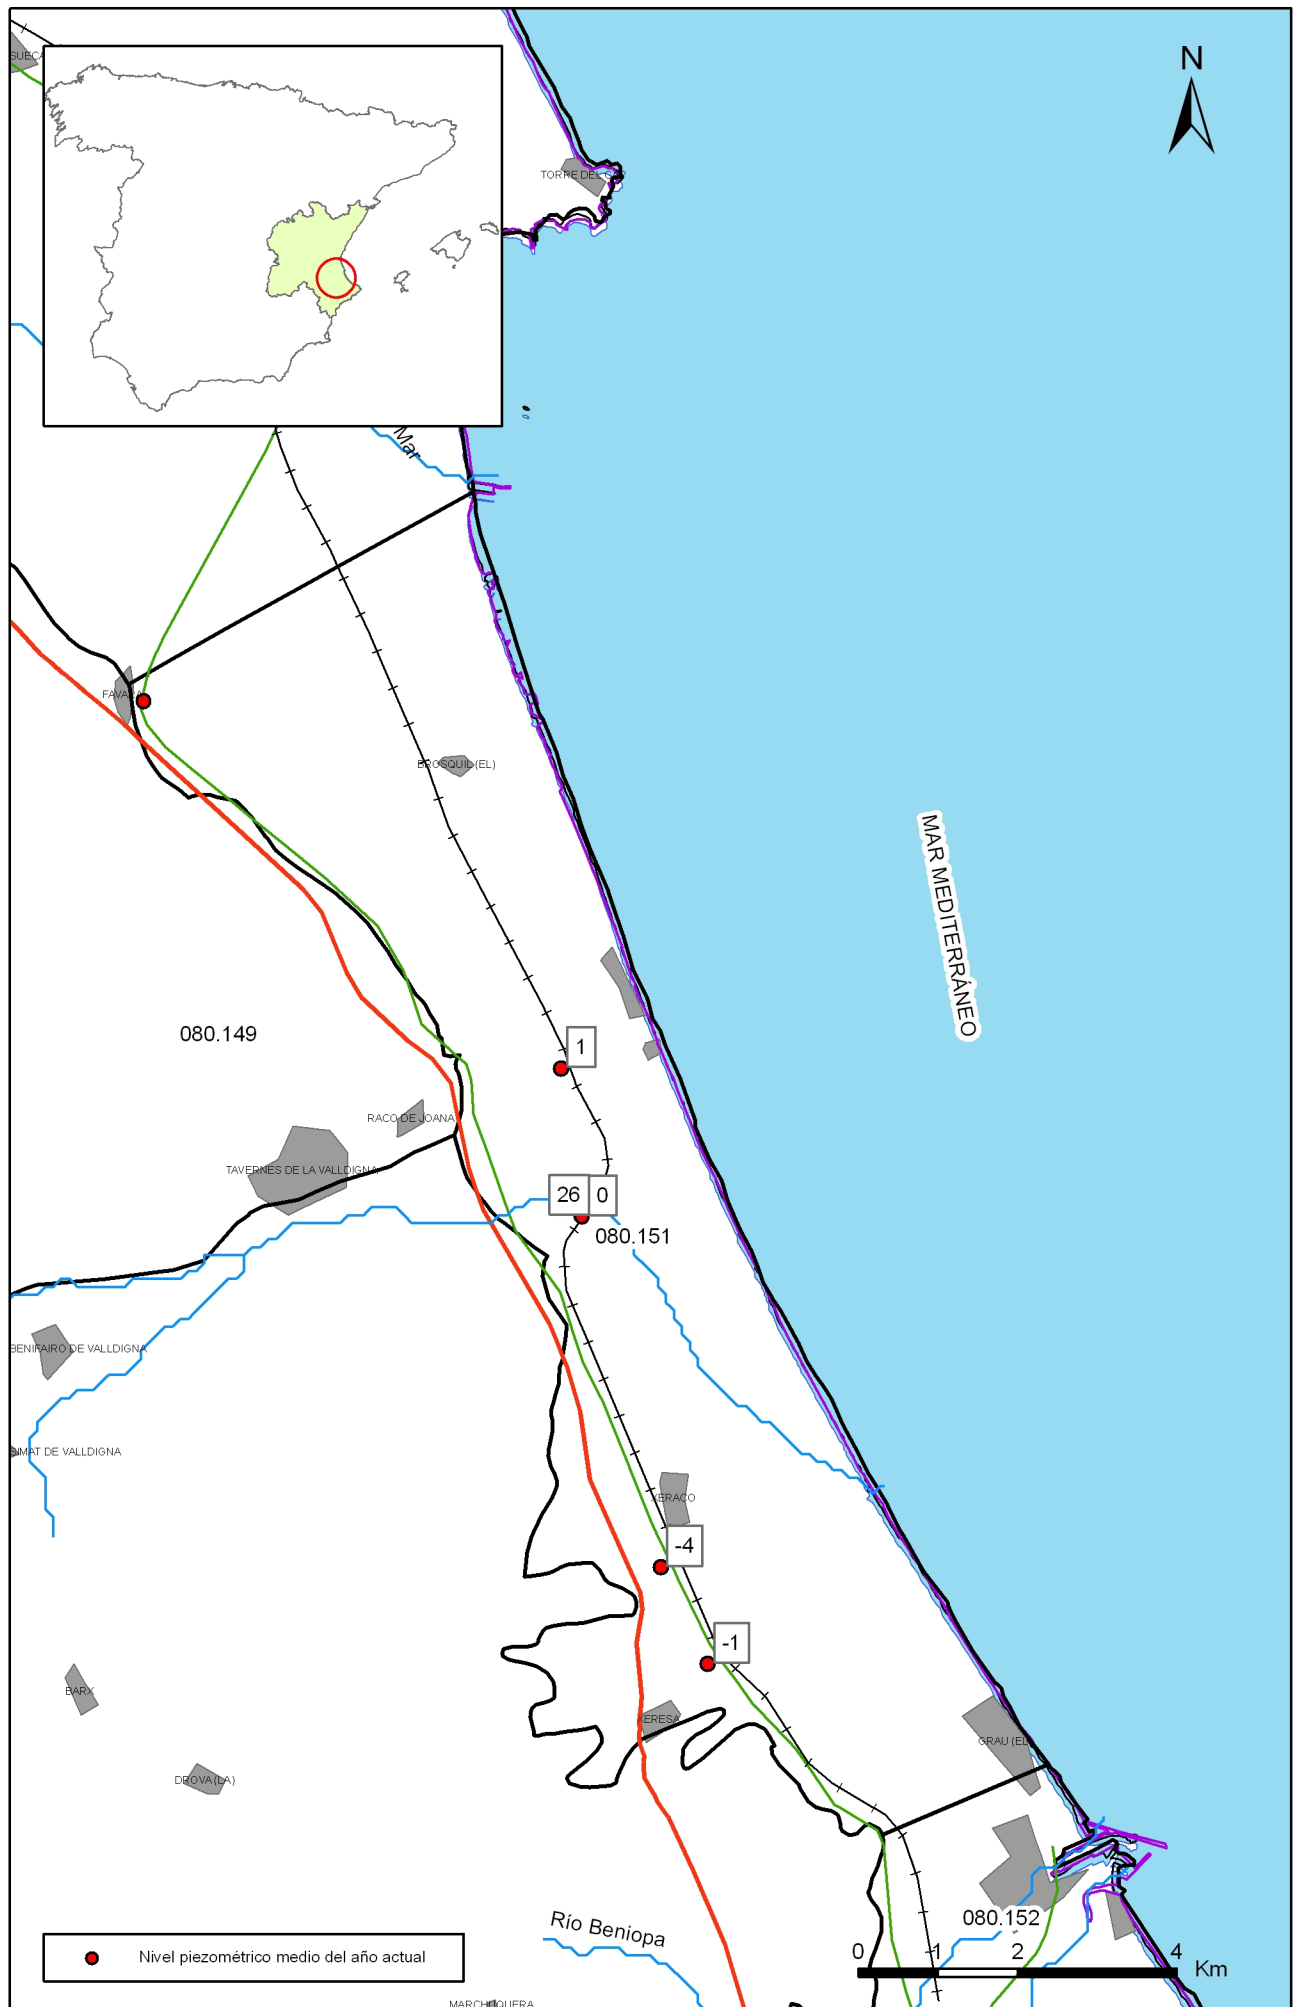 N
TORRE DEL
Mar
BROSQUIL (EL)
MAR MEDITERRÁNEO
080.149
1
RACO DE JOANA
TAVERNES DE LA VALLDIGNA
26
0
080.151
BENIFAIRO DE VALLDIGNA
DE VALLDIGNA
XERACO
-4
-1
BARX
XERESA
GRAU (EL)
DROVA (LA)
080.152
Río Beniopa
0
1
2
4
Km
Nivel piezométrico medio del año actual